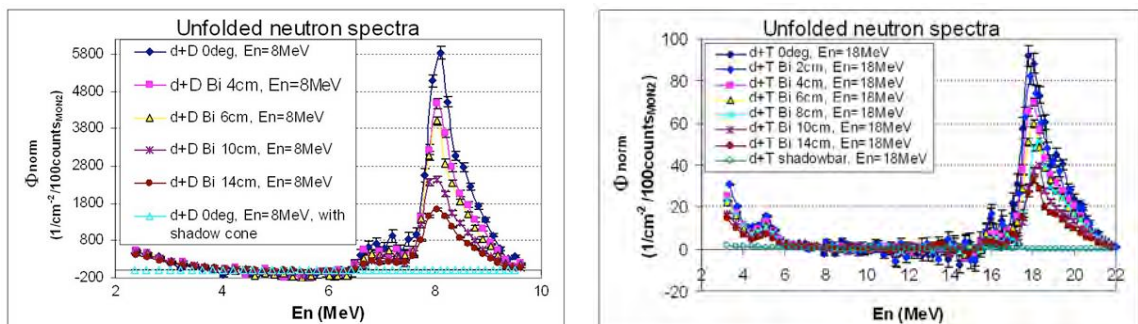 Unfolded neutron spectra
Φnorm
(1/cm⁻² /100counts_MON2)
5800
4800
3800
2800
1800
800
-200
d+D 0deg, En=8MeV
d+D Bi 4cm, En=8MeV
d+D Bi 6cm, En=8MeV
d+D Bi 10cm, En=8MeV
d+D Bi 14cm, En=8MeV
d+D 0deg, En=8MeV, with
shadow cone
2 4 6 8 10
En (MeV)
Unfolded neutron spectra
Φnorm
(1/cm⁻² /100counts_MON2)
100
80
60
40
20
0
-20
d+T 0deg, En=18MeV
d+T Bi 2cm, En=18MeV
d+T Bi 4cm, En=18MeV
d+T Bi 6cm, En=18MeV
d+T Bi 8cm, En=18MeV
d+T Bi 10cm, En=18MeV
d+T Bi 14cm, En=18MeV
d+T shadowbar, En=18MeV
2 4 6 8 10 12 14 16 18 20 22
En (MeV)